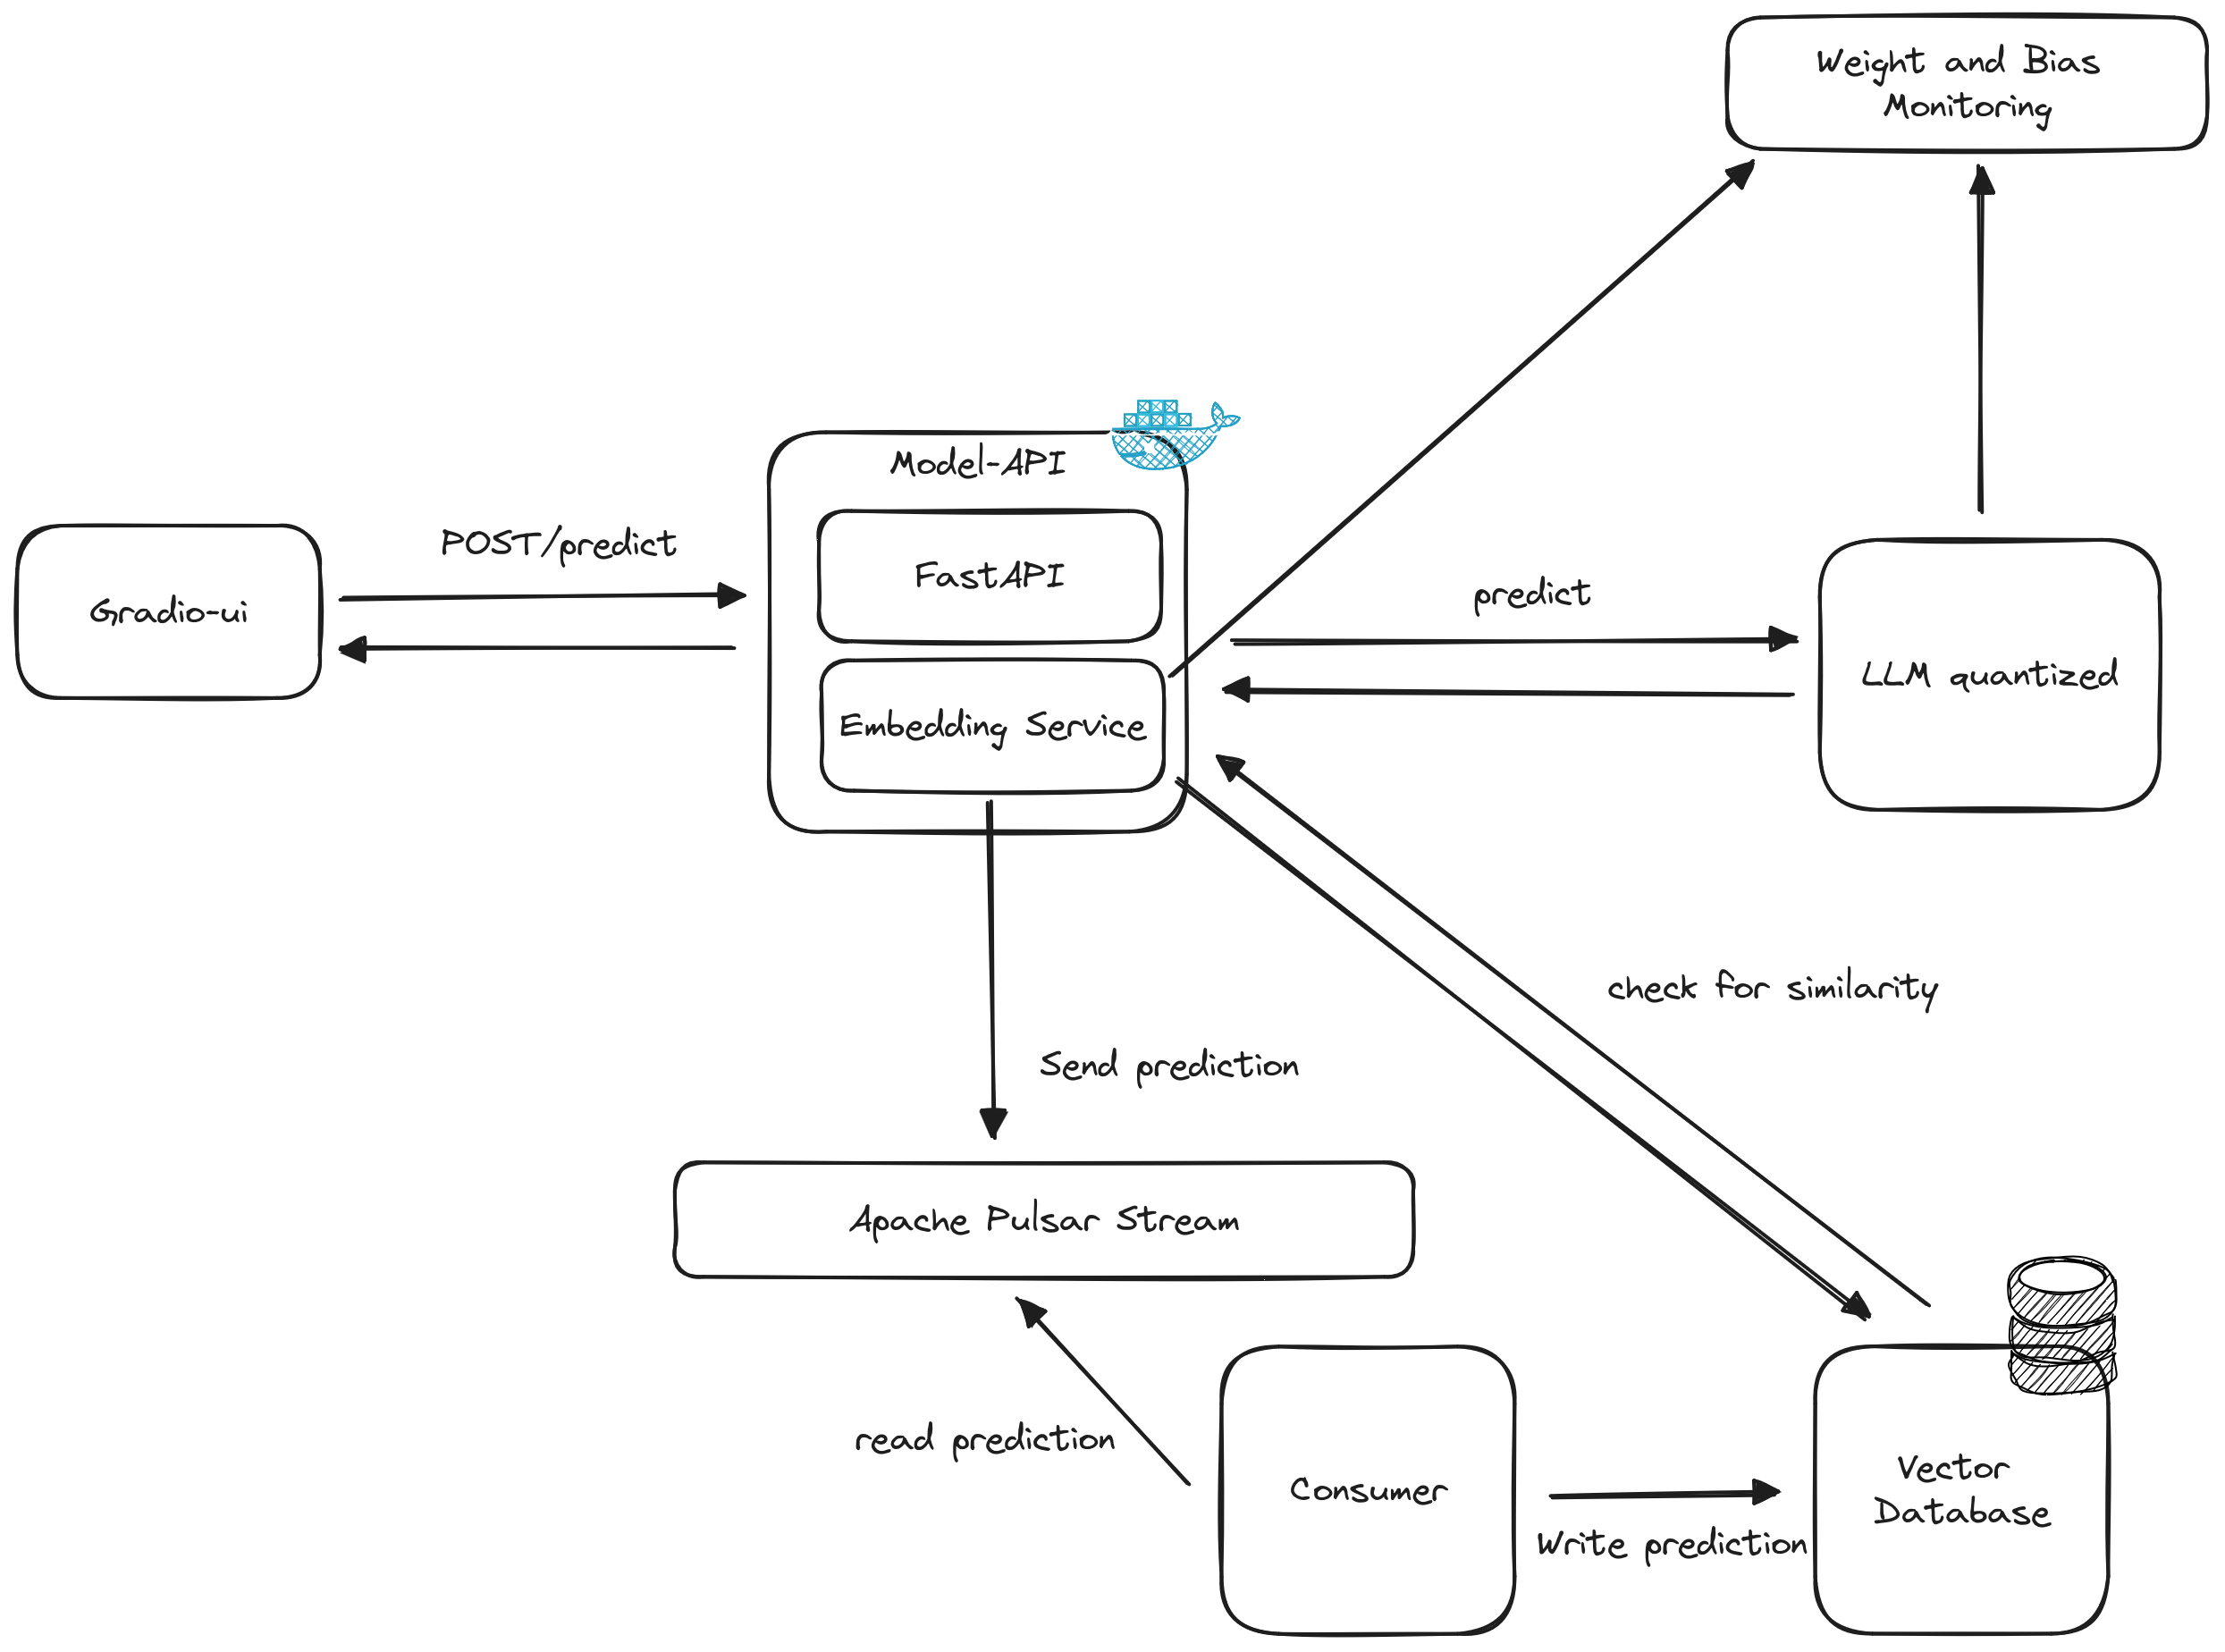 Weight and Bias
Monitoring
Model-API
POST/predict
FastAPI
Gradio-ui
predict
LLM quantized
Embedding Service
check for similarity
Send prediction
Apache Pulsar Stream
read prediction
Consumer
Vector
Database
Write prediction